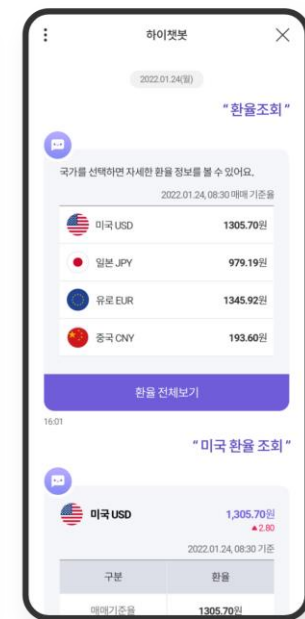 하이챗봇
2022.01.24(월)
“환율조회”
국가를 선택하면 자세한 환율 정보를 볼 수 있어요.
2022.01.24, 08:30 매매 기준율
미국 USD 1305.70원
일본 JPY 979.19원
유로 EUR 1345.92원
중국 CNY 193.60원
환율 전체보기
16:01
“미국 환율 조회”
미국 USD 1,305.70원
▲2.80
2022.01.24, 08:30 기준
구분 환율
매매기준율 1305.70원